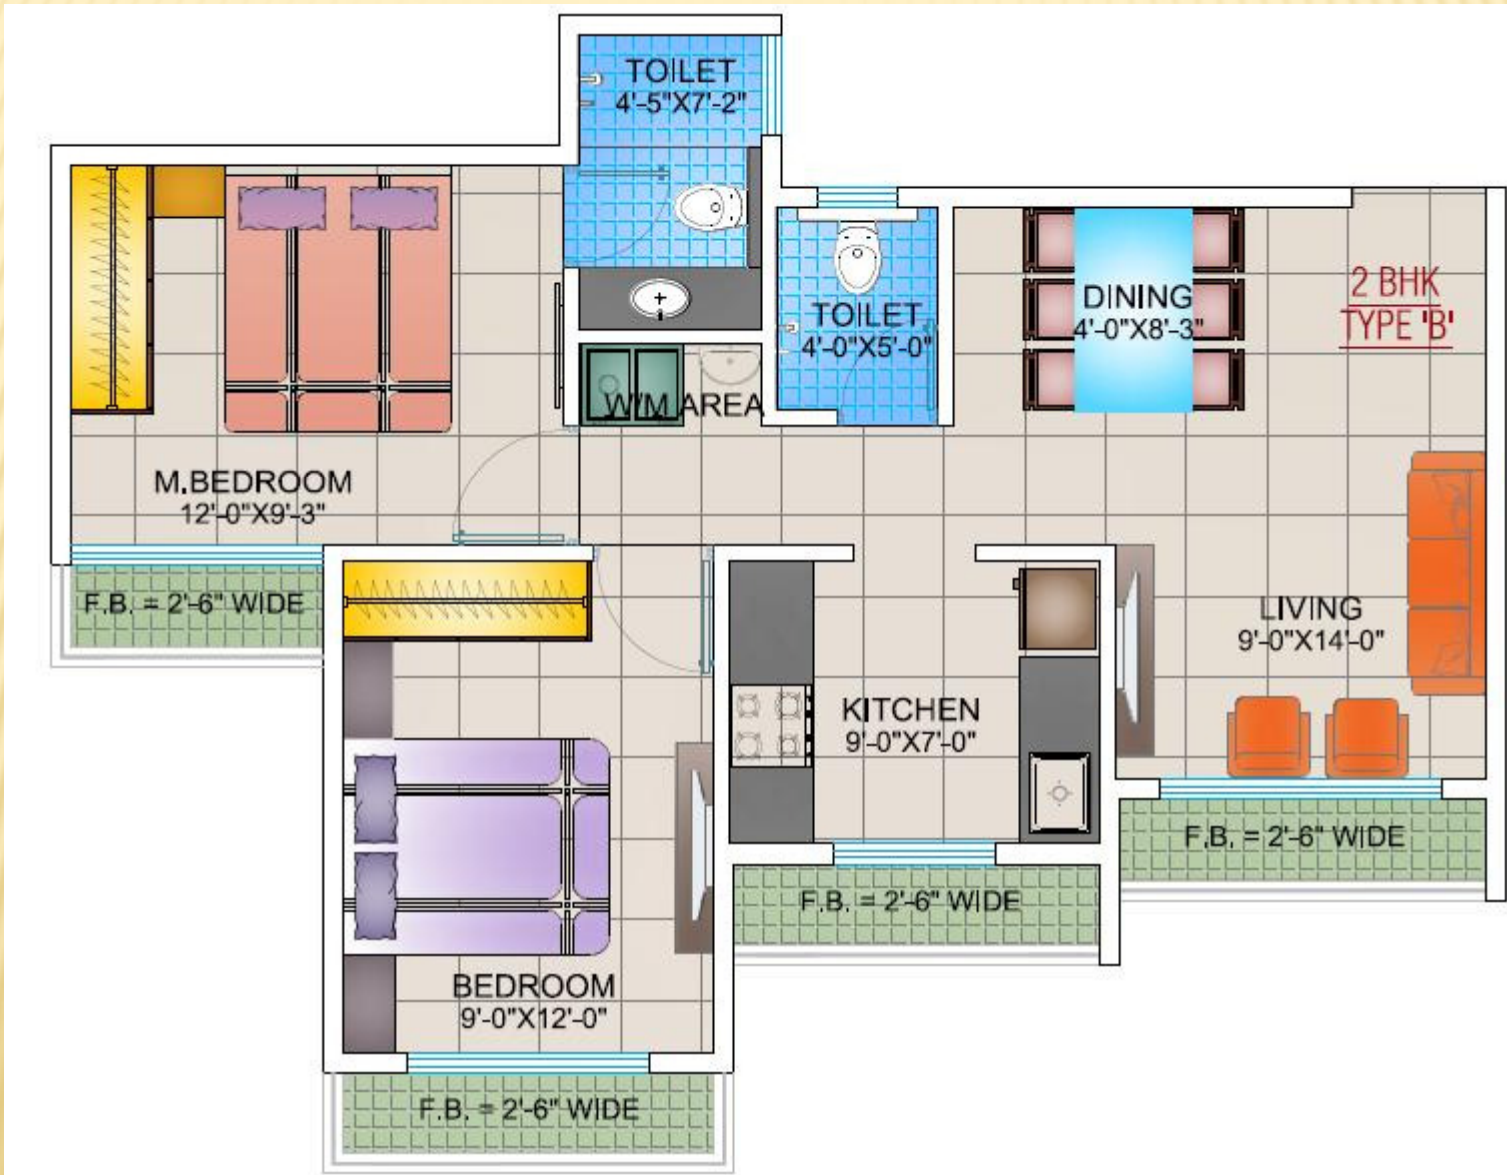 TOILET
4'-5"X7'-2"
TOILET
4'-0"X5'-0"
DINING
4'-0"X8'-3"
2 BHK
TYPE 'B'
W/M AREA
M.BEDROOM
12'-0"X9'-3"
F.B. = 2'-6" WIDE
LIVING
9'-0"X14'-0"
KITCHEN
9'-0"X7'-0"
F.B. = 2'-6" WIDE
F.B. = 2'-6" WIDE
BEDROOM
9'-0"X12'-0"
F.B. = 2'-6" WIDE